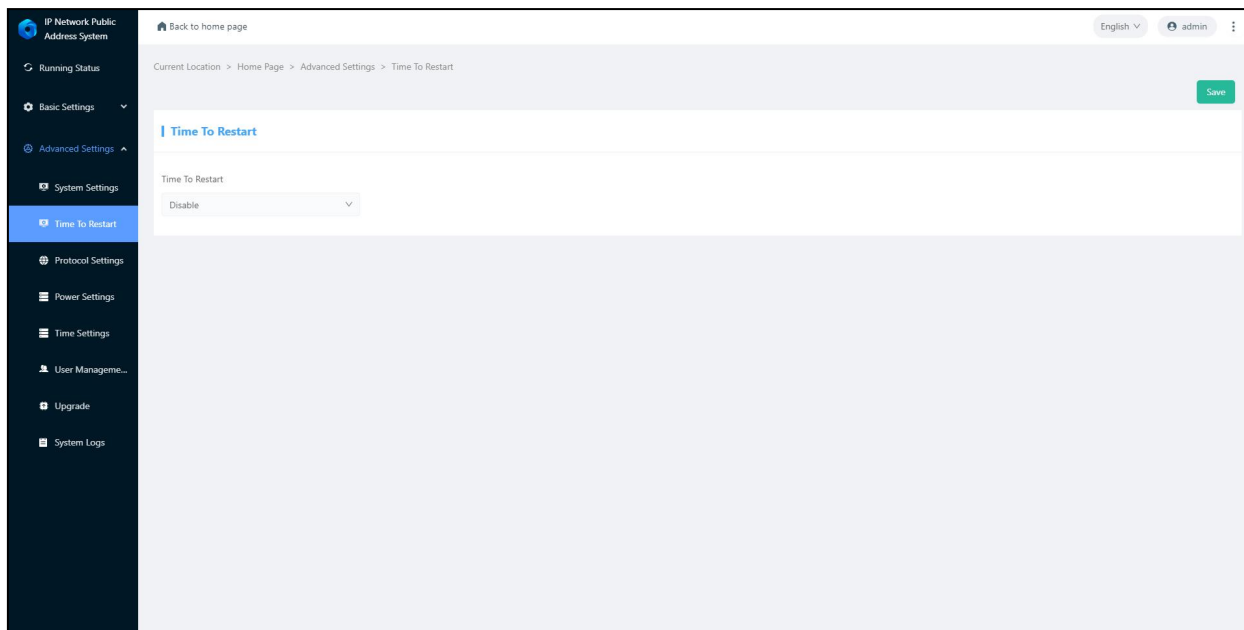 IP Network Public
Address System
Back to home page
English
admin
Running Status
Current Location > Home Page > Advanced Settings > Time To Restart
Save
Basic Settings
Time To Restart
Advanced Settings
Time To Restart
System Settings
Disable
Time To Restart
Protocol Settings
Power Settings
Time Settings
User Manageme...
Upgrade
System Logs